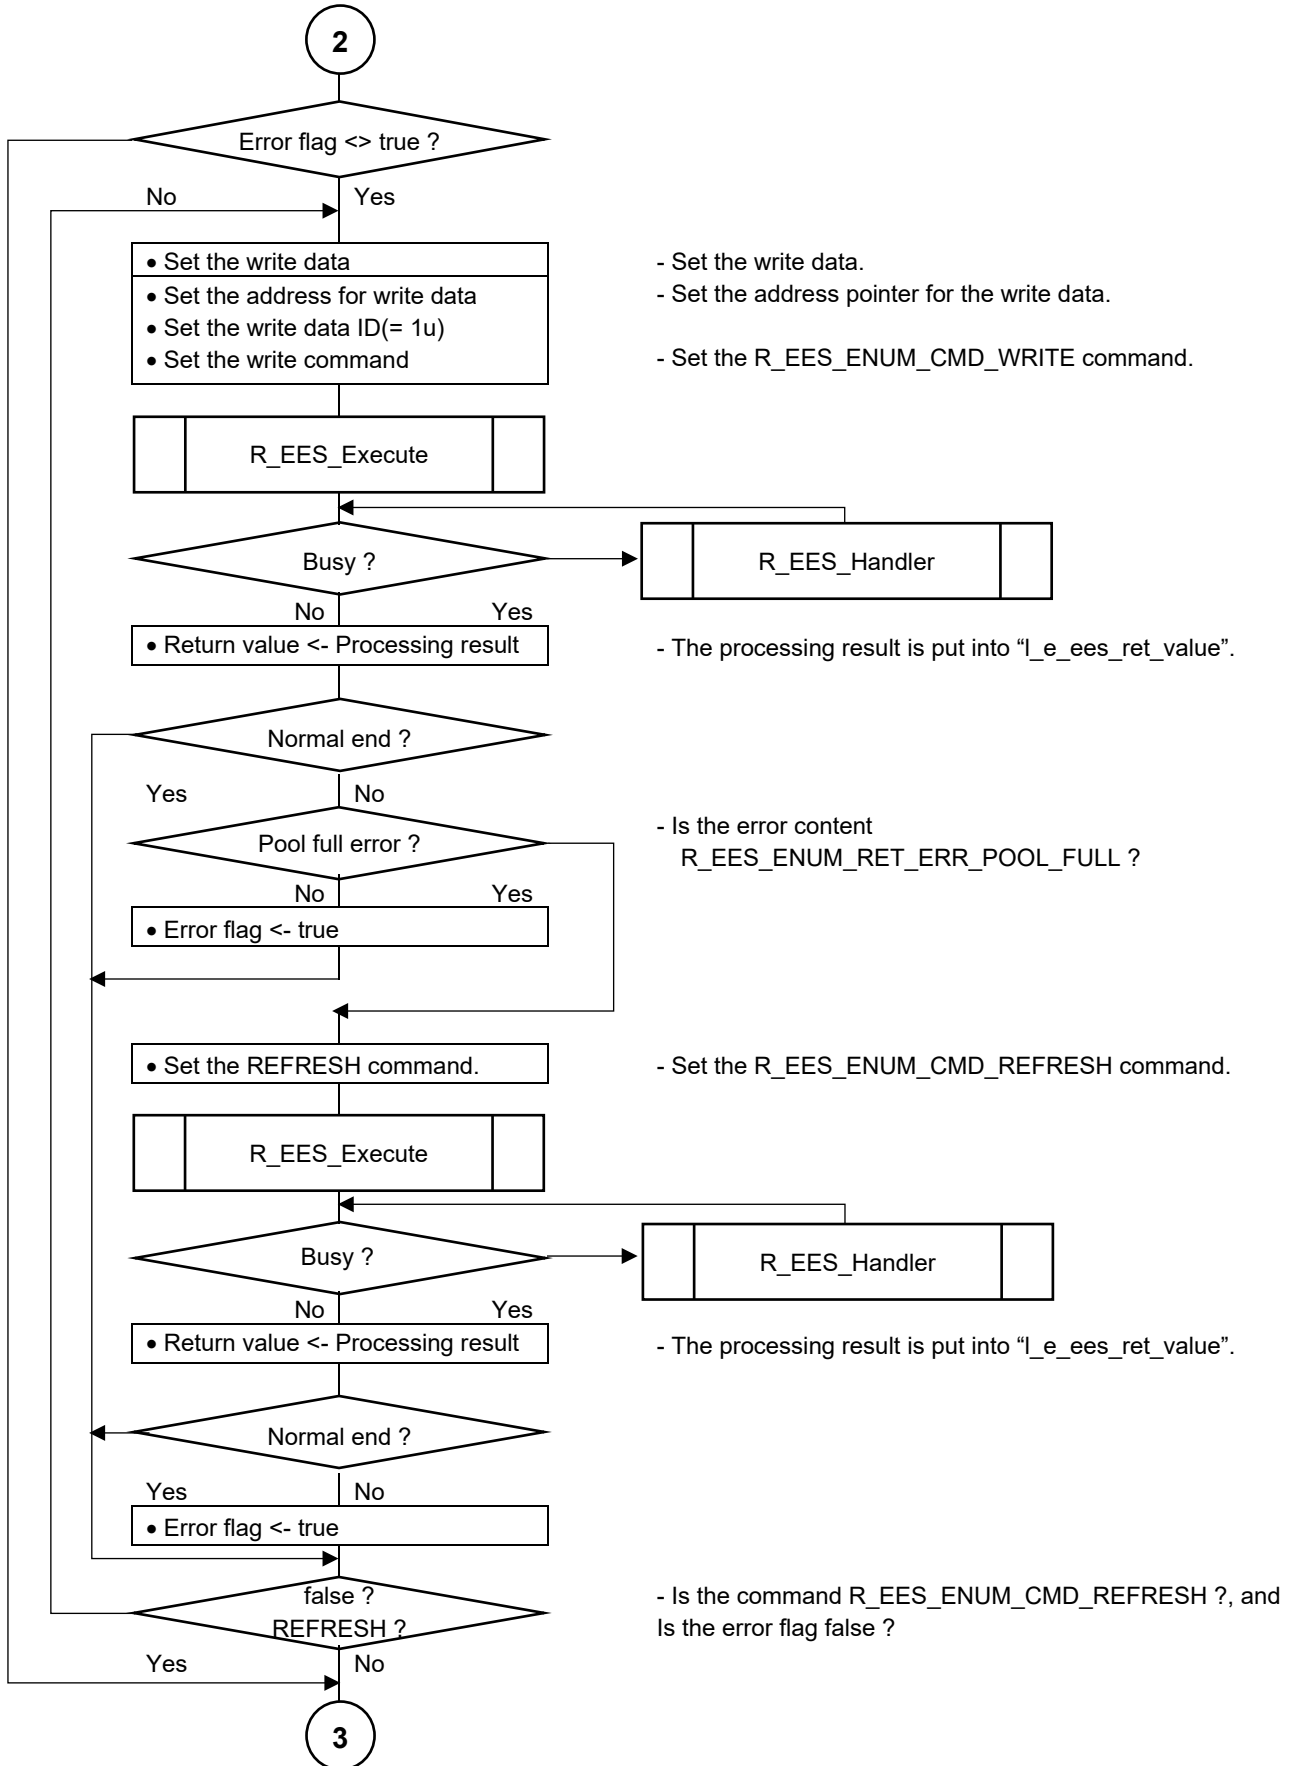 2
Error flag <> true ?
No
Yes
• Set the write data
- Set the write data.
• Set the address for write data
- Set the address pointer for the write data.
• Set the write data ID(= 1u)
• Set the write command
- Set the R_EES_ENUM_CMD_WRITE command.
R_EES_Execute
Busy ?
R_EES_Handler
No
Yes
• Return value <- Processing result
- The processing result is put into “l_e_ees_ret_value”.
Normal end ?
Yes
No
Pool full error ?
- Is the error content
R_EES_ENUM_RET_ERR_POOL_FULL ?
No
Yes
• Error flag <- true
• Set the REFRESH command.
- Set the R_EES_ENUM_CMD_REFRESH command.
R_EES_Execute
Busy ?
R_EES_Handler
No
Yes
• Return value <- Processing result
- The processing result is put into “l_e_ees_ret_value”.
Normal end ?
Yes
No
• Error flag <- true
false ?
REFRESH ?
- Is the command R_EES_ENUM_CMD_REFRESH ?, and
Is the error flag false ?
Yes
No
3